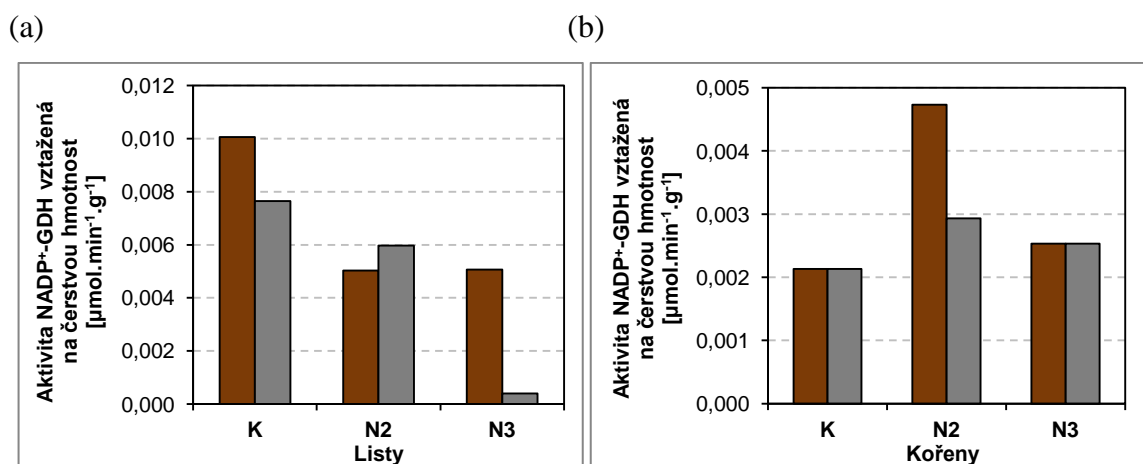 (a)
Aktivita NADP⁺-GDH vztažená
na čerstvou hmotnost
[µmol.min⁻¹.g⁻¹]
0,012
0,010
0,008
0,006
0,004
0,002
0,000
K N2 N3
Listy
(b)
Aktivita NADP⁺-GDH vztažená
na čerstvou hmotnost
[µmol.min⁻¹.g⁻¹]
0,005
0,004
0,003
0,002
0,001
0,000
K N2 N3
Kořeny